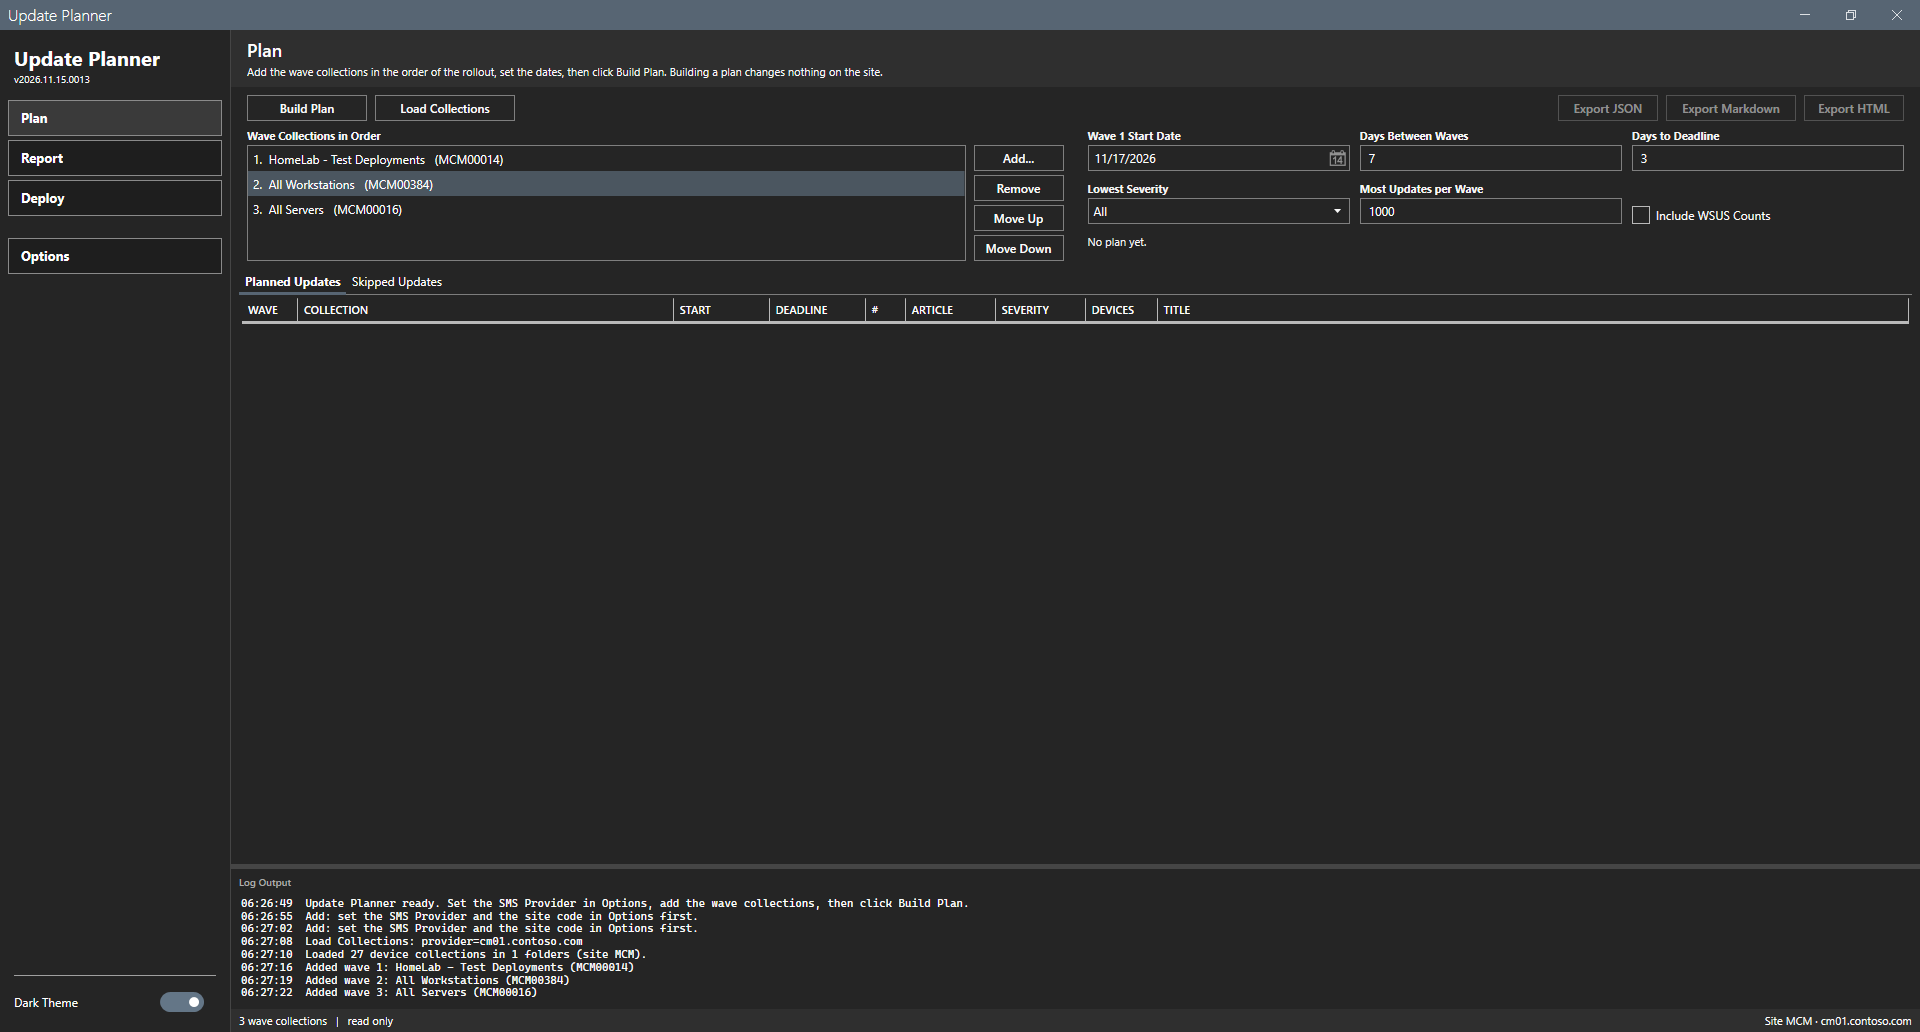 Update Planner
Update Planner
v2026.11.15.0013
Plan
Report
Deploy
Options
Dark Theme
Plan
Add the wave collections in the order of the rollout, set the dates, then click Build Plan. Building a plan changes nothing on the site.
Build Plan
Load Collections
Export JSON
Export Markdown
Export HTML
Wave Collections in Order
1. HomeLab - Test Deployments (MCM00014)
2. All Workstations (MCM00384)
3. All Servers (MCM00016)
Add...
Remove
Move Up
Move Down
Wave 1 Start Date
11/17/2026
14
Days Between Waves
7
Days to Deadline
3
Lowest Severity
All
Most Updates per Wave
1000
Include WSUS Counts
No plan yet.
Planned Updates
Skipped Updates
WAVE COLLECTION START DEADLINE # ARTICLE SEVERITY DEVICES TITLE
Log Output
06:26:49 Update Planner ready. Set the SMS Provider in Options, add the wave collections, then click Build Plan.
06:26:55 Add: set the SMS Provider and the site code in Options first.
06:27:02 Add: set the SMS Provider and the site code in Options first.
06:27:08 Load Collections: provider=cm01.contoso.com
06:27:10 Loaded 27 device collections in 1 folders (site MCM).
06:27:16 Added wave 1: HomeLab - Test Deployments (MCM00014)
06:27:19 Added wave 2: All Workstations (MCM00384)
06:27:22 Added wave 3: All Servers (MCM00016)
3 wave collections | read only
Site MCM · cm01.contoso.com